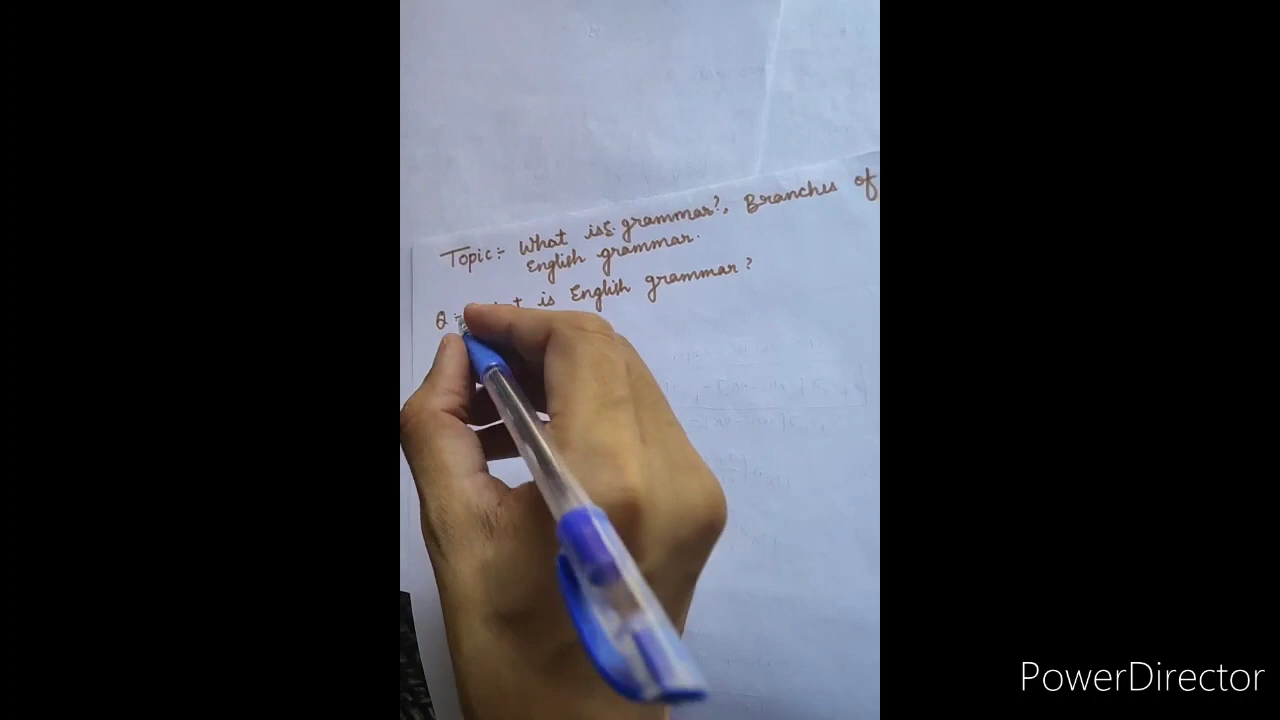 Topic:- What is grammar?, Branches of
English grammar.
Q:- is English grammar?
PowerDirector